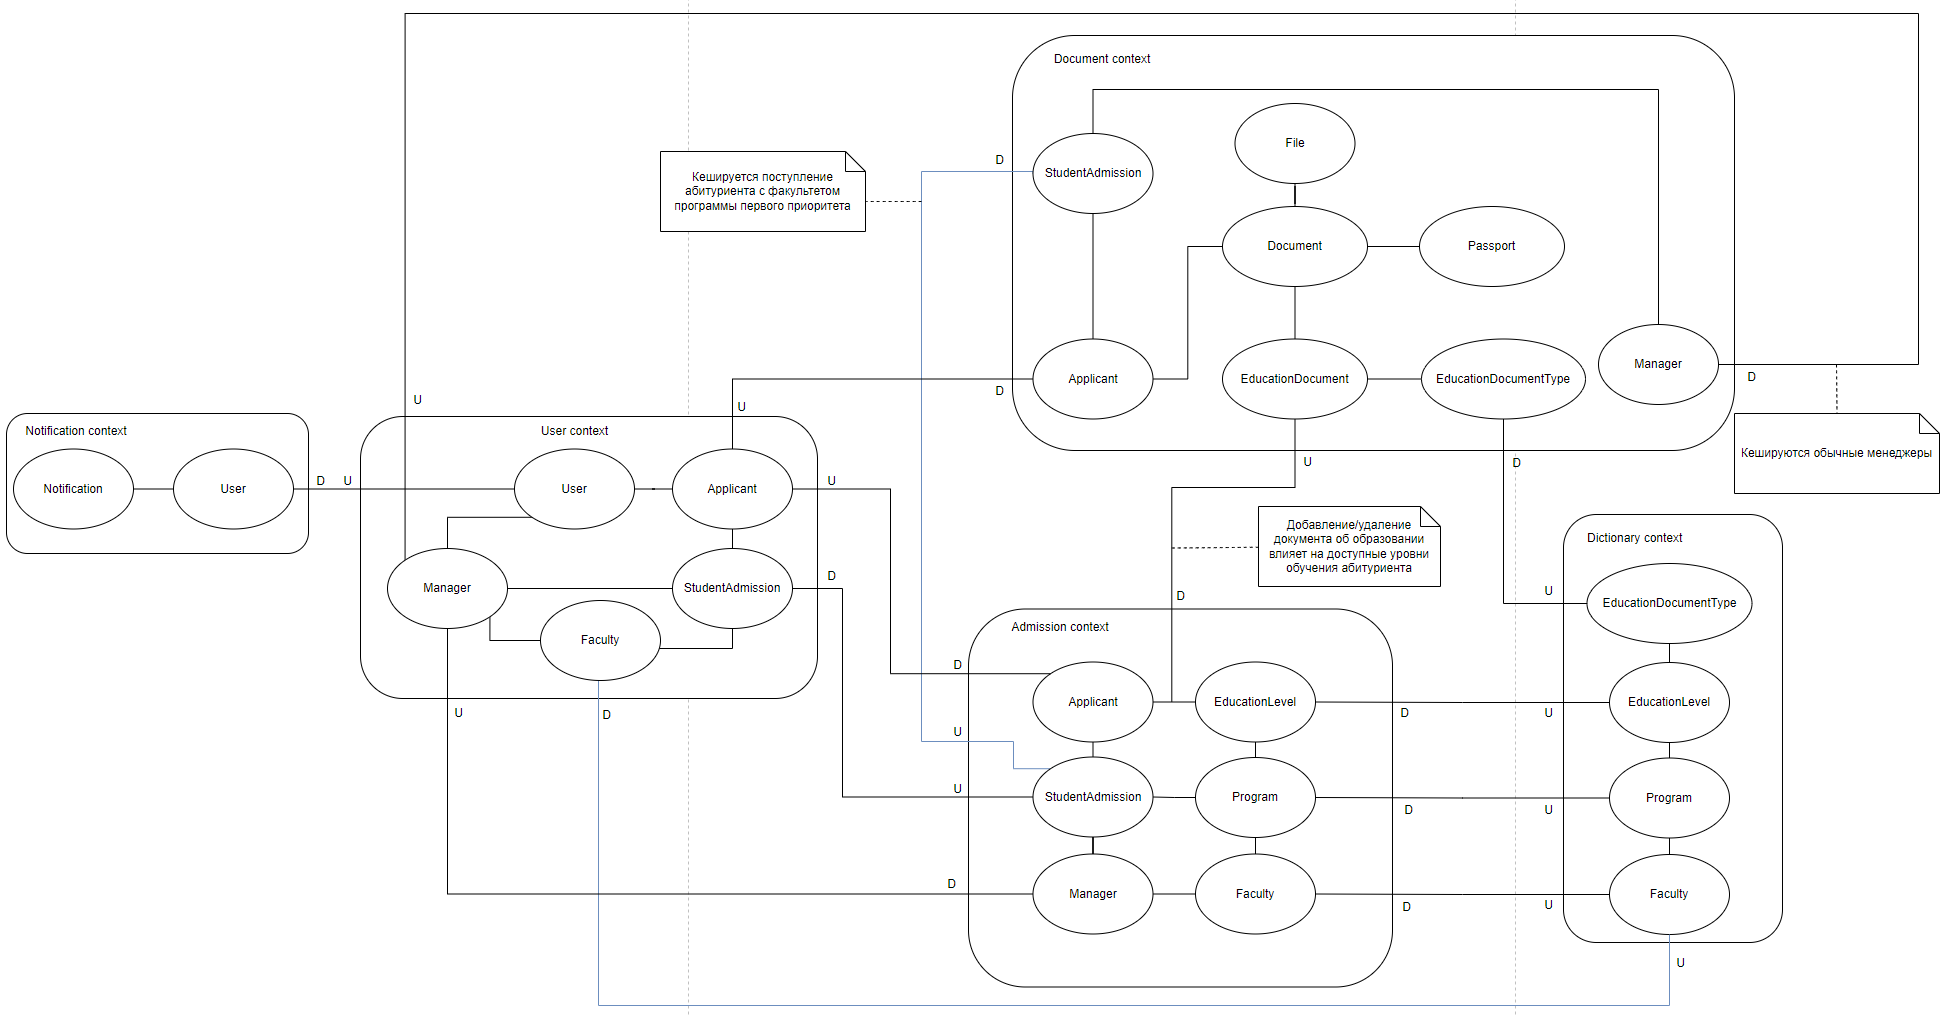 Document context
File
StudentAdmission
Document
Passport
Applicant
EducationDocument
EducationDocumentType
Manager
D
D
D
U
D
Кешируется поступление
абитуриента с факультетом
программы первого приоритета
Кешируются обычные менеджеры
Notification context
Notification
User
D
User context
U
U
U
User
Applicant
U
Manager
StudentAdmission
D
Faculty
U
D
Добавление/удаление
документа об образовании
влияет на доступные уровни
обучения абитуриента
Admission context
D
D
U
U
D
Applicant
EducationLevel
D
StudentAdmission
Program
D
Manager
Faculty
D
Dictionary context
U
EducationDocumentType
U
EducationLevel
U
Program
U
Faculty
U